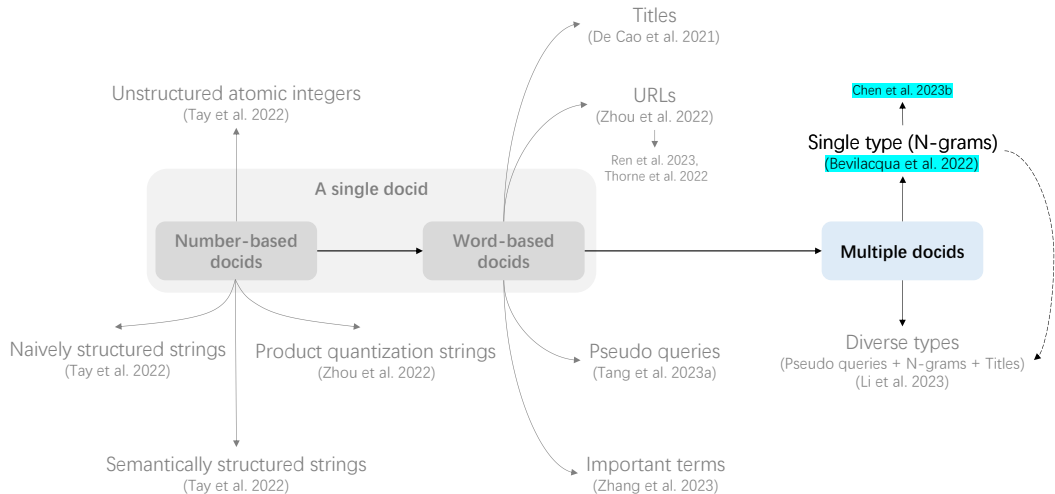 Titles
(De Cao et al. 2021)
Unstructured atomic integers
(Tay et al. 2022)
URLs
(Zhou et al. 2022)
Ren et al. 2023,
Thorne et al. 2022
Chen et al. 2023b
Single type (N-grams)
(Bevilacqua et al. 2022)
A single docid
Number-based
docids
Word-based
docids
Multiple docids
Naively structured strings
(Tay et al. 2022)
Product quantization strings
(Zhou et al. 2022)
Pseudo queries
(Tang et al. 2023a)
Diverse types
(Pseudo queries + N-grams + Titles)
(Li et al. 2023)
Semantically structured strings
(Tay et al. 2022)
Important terms
(Zhang et al. 2023)